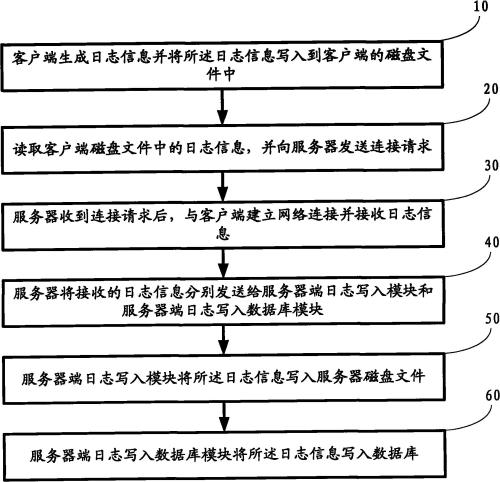 10
客户端生成日志信息并将所述日志信息写入到客户端的磁盘文
件中
20
读取客户端磁盘文件中的日志信息，并向服务器发送连接请求
30
服务器收到连接请求后，与客户端建立网络连接并接收日志信
息
40
服务器将接收的日志信息分别发送给服务器端日志写入模块和
服务器端日志写入数据库模块
50
服务器端日志写入模块将所述日志信息写入服务器磁盘文件
60
服务器端日志写入数据库模块将所述日志信息写入数据库